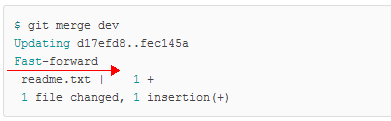 $ git merge dev
Updating d17efd8..fec145a
Fast-forward
readme.txt |    1 +
1 file changed, 1 insertion(+)